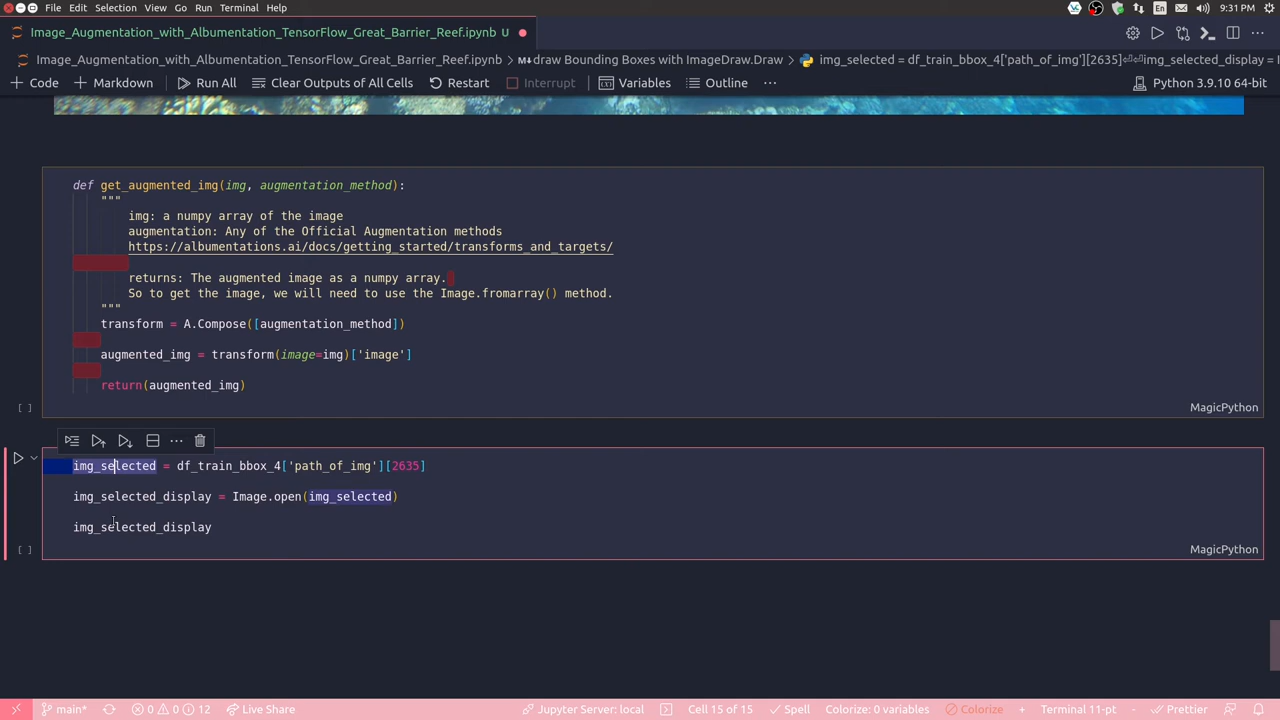 File Edit Selection View Go Run Terminal Help En 9:31 PM
Image_Augmentation_with_Albumentation_TensorFlow_Great_Barrier_Reef.ipynb U
Image_Augmentation_with_Albumentation_TensorFlow_Great_Barrier_Reef.ipynb > M↓draw Bounding Boxes with ImageDraw.Draw > img_selected = df_train_bbox_4['path_of_img'][2635]⏎⏎img_selected_display = I
+ Code + Markdown Run All Clear Outputs of All Cells Restart Interrupt Variables Outline ··· Python 3.9.10 64-bit
def get_augmented_img(img, augmentation_method):
"""
img: a numpy array of the image
augmentation: Any of the Official Augmentation methods
https://albumentations.ai/docs/getting_started/transforms_and_targets/
returns: The augmented image as a numpy array.
So to get the image, we will need to use the Image.fromarray() method.
"""
transform = A.Compose([augmentation_method])
augmented_img = transform(image=img)['image']
return(augmented_img)
[ ] MagicPython
img_selected = df_train_bbox_4['path_of_img'][2635]
img_selected_display = Image.open(img_selected)
img_selected_display
[ ] MagicPython
main* 0 0 12 Live Share Jupyter Server: local Cell 15 of 15 Spell Colorize: 0 variables Colorize + Terminal 11-pt - Prettier